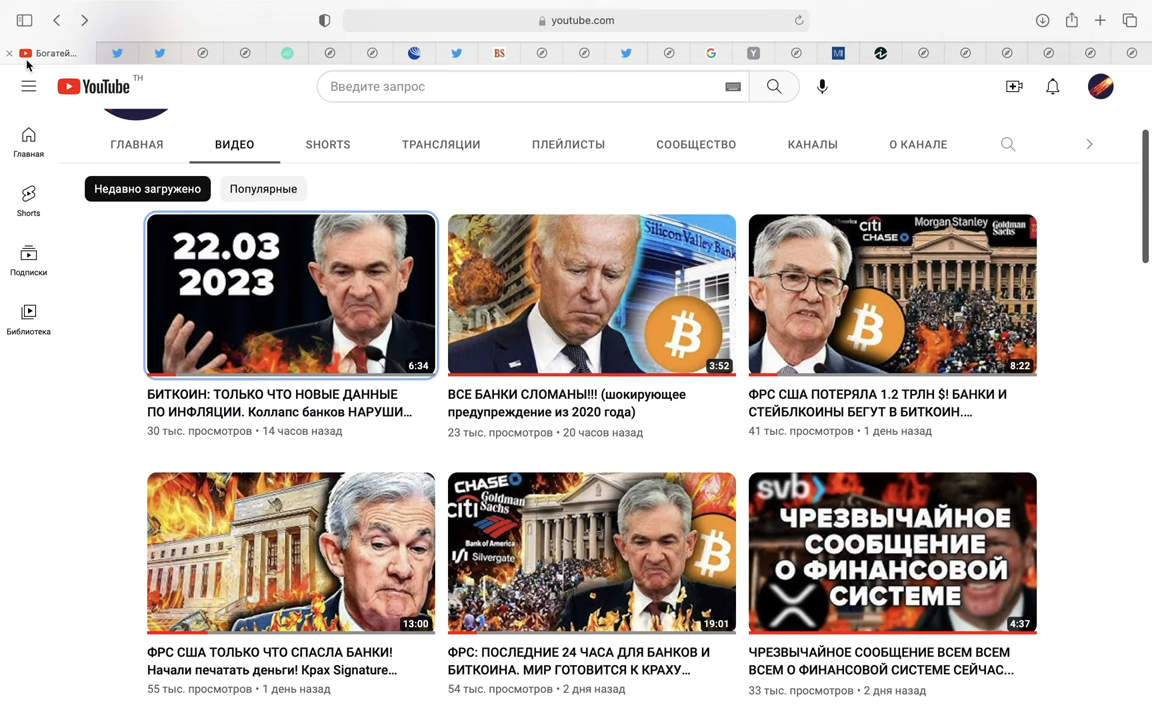 youtube.com
Богатей...
BS
G
Y
MI
YouTube TH
Введите запрос
ГЛАВНАЯ
ВИДЕО
SHORTS
ТРАНСЛЯЦИИ
ПЛЕЙЛИСТЫ
СООБЩЕСТВО
КАНАЛЫ
О КАНАЛЕ
Главная
Shorts
Подписки
Библиотека
Недавно загружено
Популярные
22.03
2023
6:34
БИТКОИН: ТОЛЬКО ЧТО НОВЫЕ ДАННЫЕ
ПО ИНФЛЯЦИИ. Коллапс банков НАРУШИ...
30 тыс. просмотров • 14 часов назад
Silicon Valley Bank
3:52
ВСЕ БАНКИ СЛОМАНЫ!!! (шокирующее
предупреждение из 2020 года)
23 тыс. просмотров • 20 часов назад
citi
CHASE
Morgan Stanley
Goldman
Sachs
8:22
ФРС США ПОТЕРЯЛА 1.2 ТРЛН $! БАНКИ И
СТЕЙБЛКОИНЫ БЕГУТ В БИТКОИН....
41 тыс. просмотров • 1 день назад
13:00
ФРС США ТОЛЬКО ЧТО СПАСЛА БАНКИ!
Начали печатать деньги! Крах Signature...
55 тыс. просмотров • 1 день назад
CHASE
citi
Goldman
Sachs
Bank of America
Silvergate
19:01
ФРС: ПОСЛЕДНИЕ 24 ЧАСА ДЛЯ БАНКОВ И
БИТКОИНА. МИР ГОТОВИТСЯ К КРАХУ...
54 тыс. просмотров • 2 дня назад
svb
ЧРЕЗВЫЧАЙНОЕ
СООБЩЕНИЕ
О ФИНАНСОВОЙ
СИСТЕМЕ
4:37
ЧРЕЗВЫЧАЙНОЕ СООБЩЕНИЕ ВСЕМ ВСЕМ
ВСЕМ О ФИНАНСОВОЙ СИСТЕМЕ СЕЙЧАС...
33 тыс. просмотров • 2 дня назад